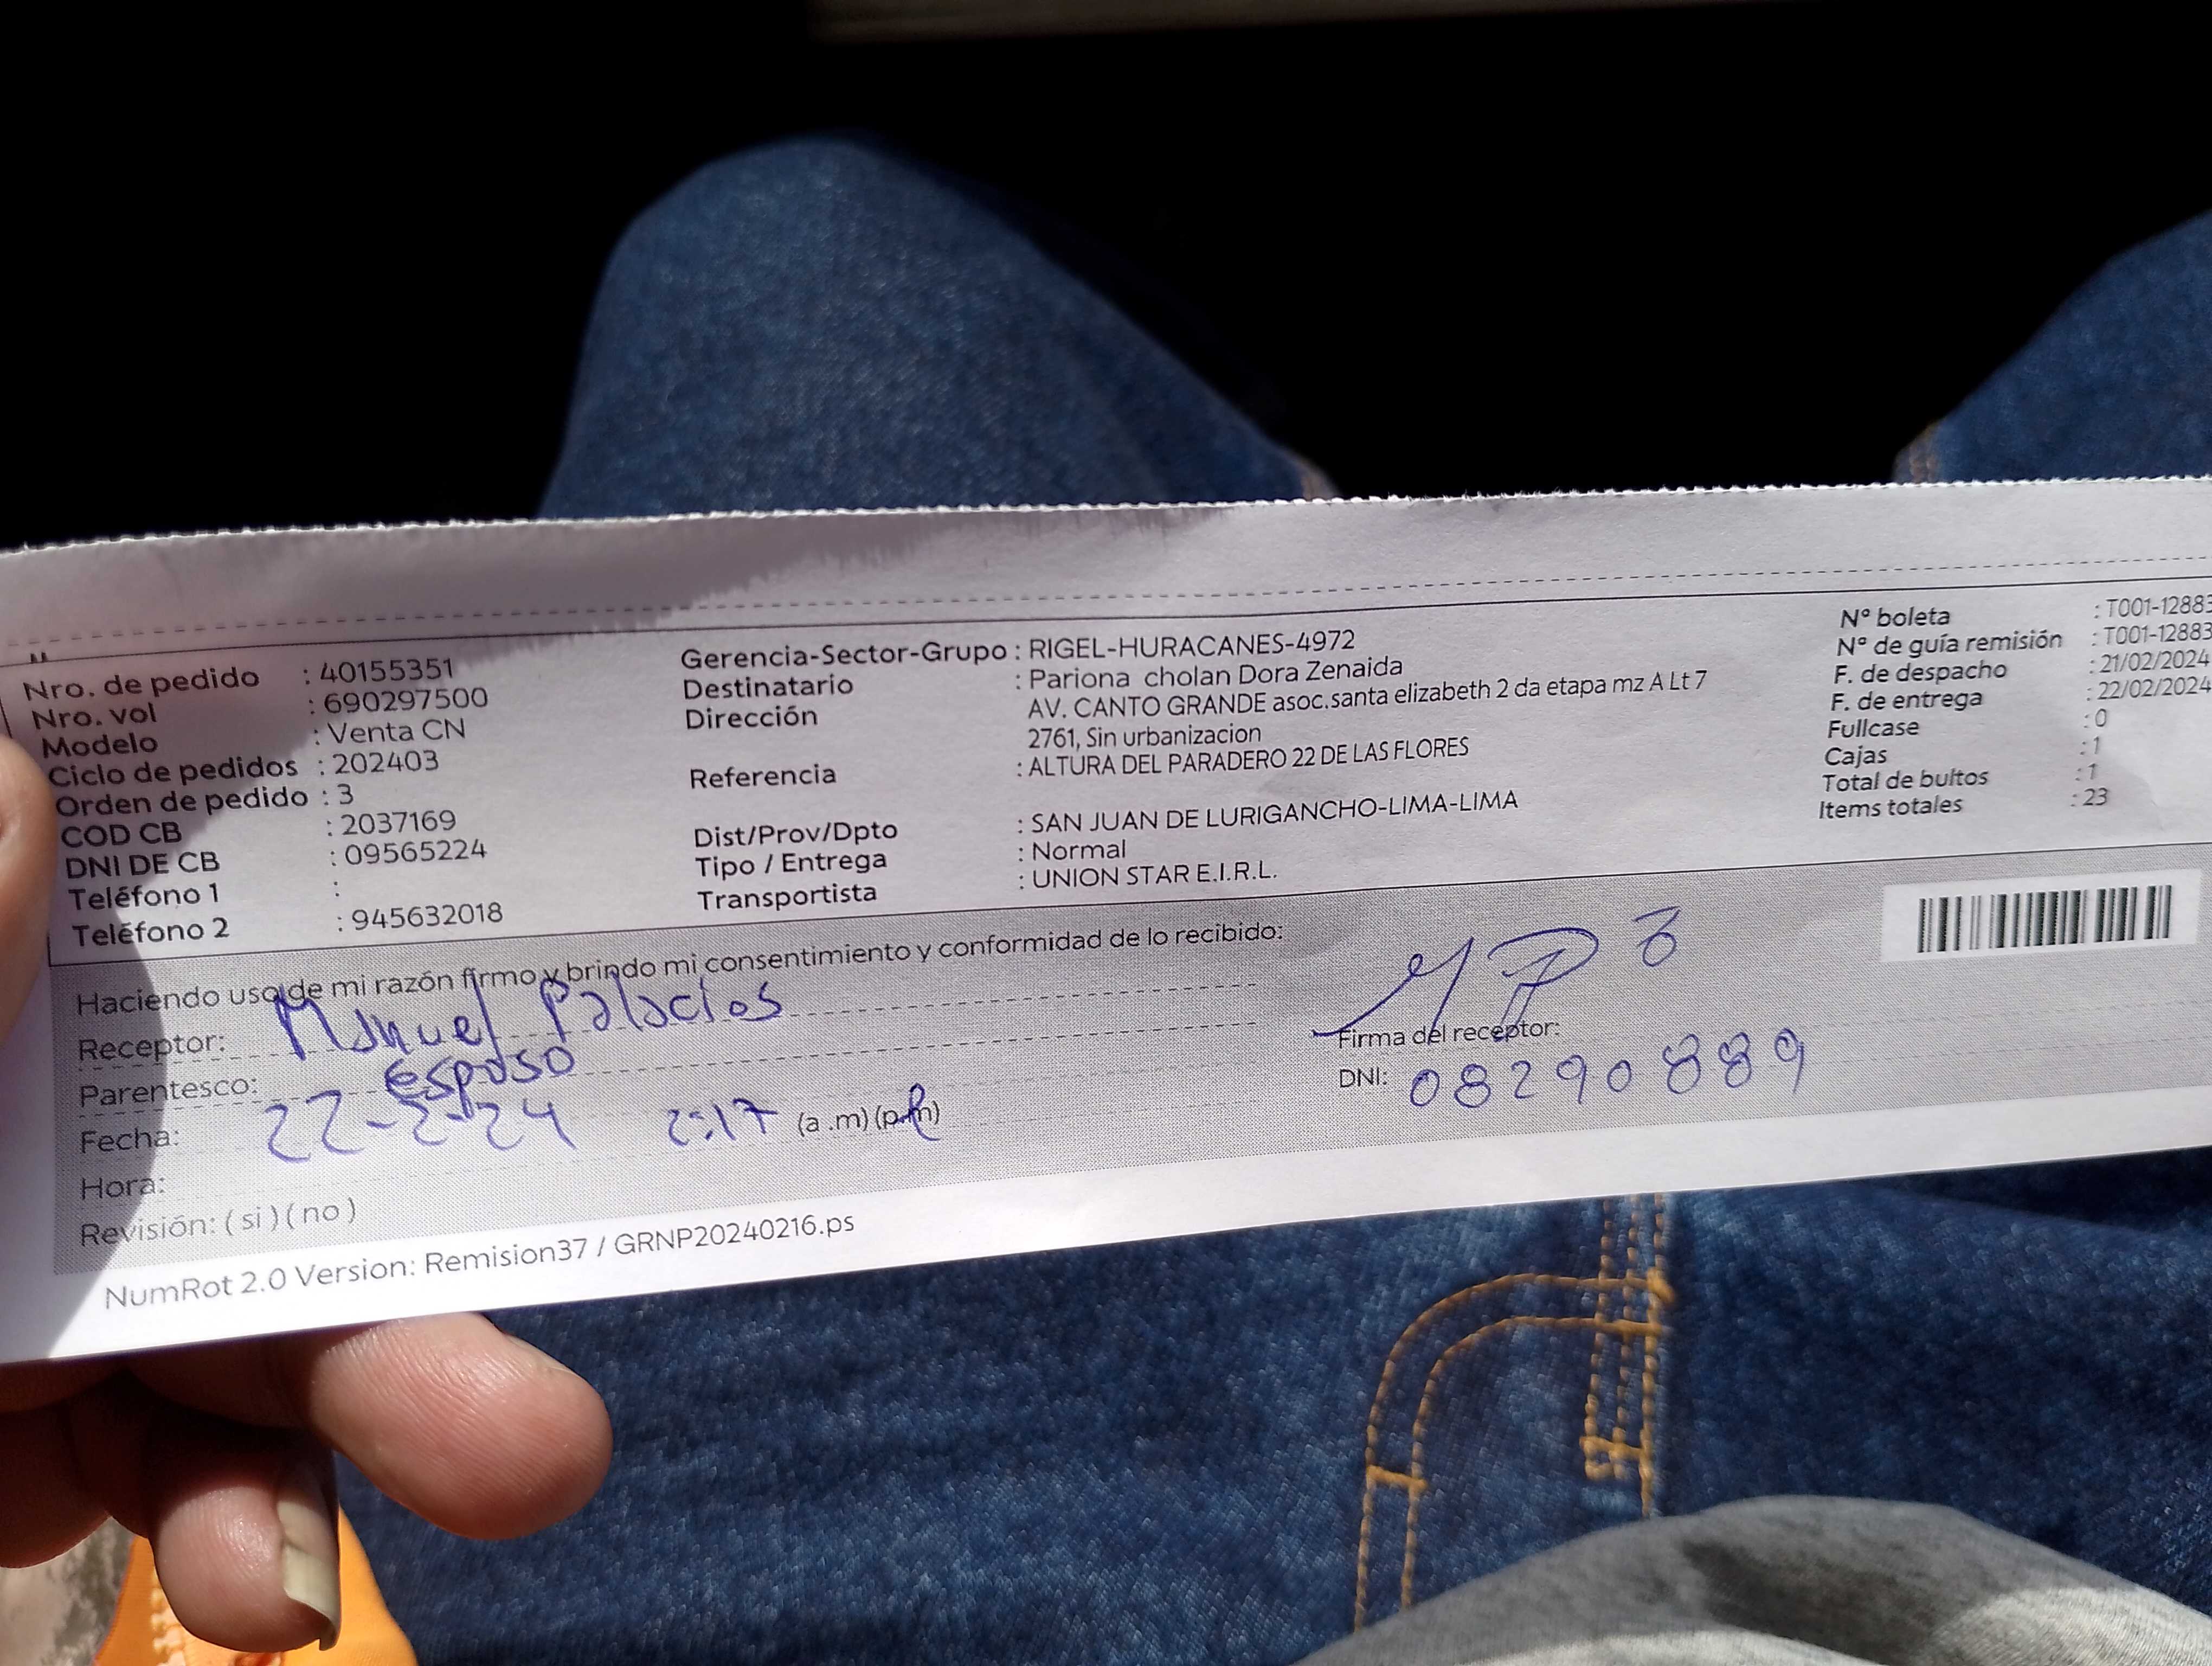 Nro. de pedido : 40155351
Nro. vol : 690297500
Modelo : Venta CN
Ciclo de pedidos : 202403
Orden de pedido : 3
COD CB : 2037169
DNI DE CB : 09565224
Teléfono 1 :
Teléfono 2 : 945632018
Gerencia-Sector-Grupo : RIGEL-HURACANES-4972
Destinatario : Pariona cholan Dora Zenaida
Dirección AV. CANTO GRANDE asoc.santa elizabeth 2 da etapa mz A Lt 7
2761, Sin urbanizacion
Referencia : ALTURA DEL PARADERO 22 DE LAS FLORES
Dist/Prov/Dpto : SAN JUAN DE LURIGANCHO-LIMA-LIMA
Tipo / Entrega : Normal
Transportista : UNION STAR E.I.R.L.
Nº boleta : T001-12883
Nº de guía remisión : T001-12883
F. de despacho : 21/02/2024
F. de entrega : 22/02/2024
Fullcase : 0
Cajas : 1
Total de bultos : 1
Items totales : 23
Haciendo uso de mi razón firmo y brindo mi consentimiento y conformidad de lo recibido:
Receptor: Manuel Palacios
Parentesco: esposo
Fecha: 22-2-24 2:17 (a .m) (p.m)
Hora:
Revisión: ( si ) ( no )
Firma del receptor:
DNI: 08290889
NumRot 2.0 Version: Remision37 / GRNP20240216.ps